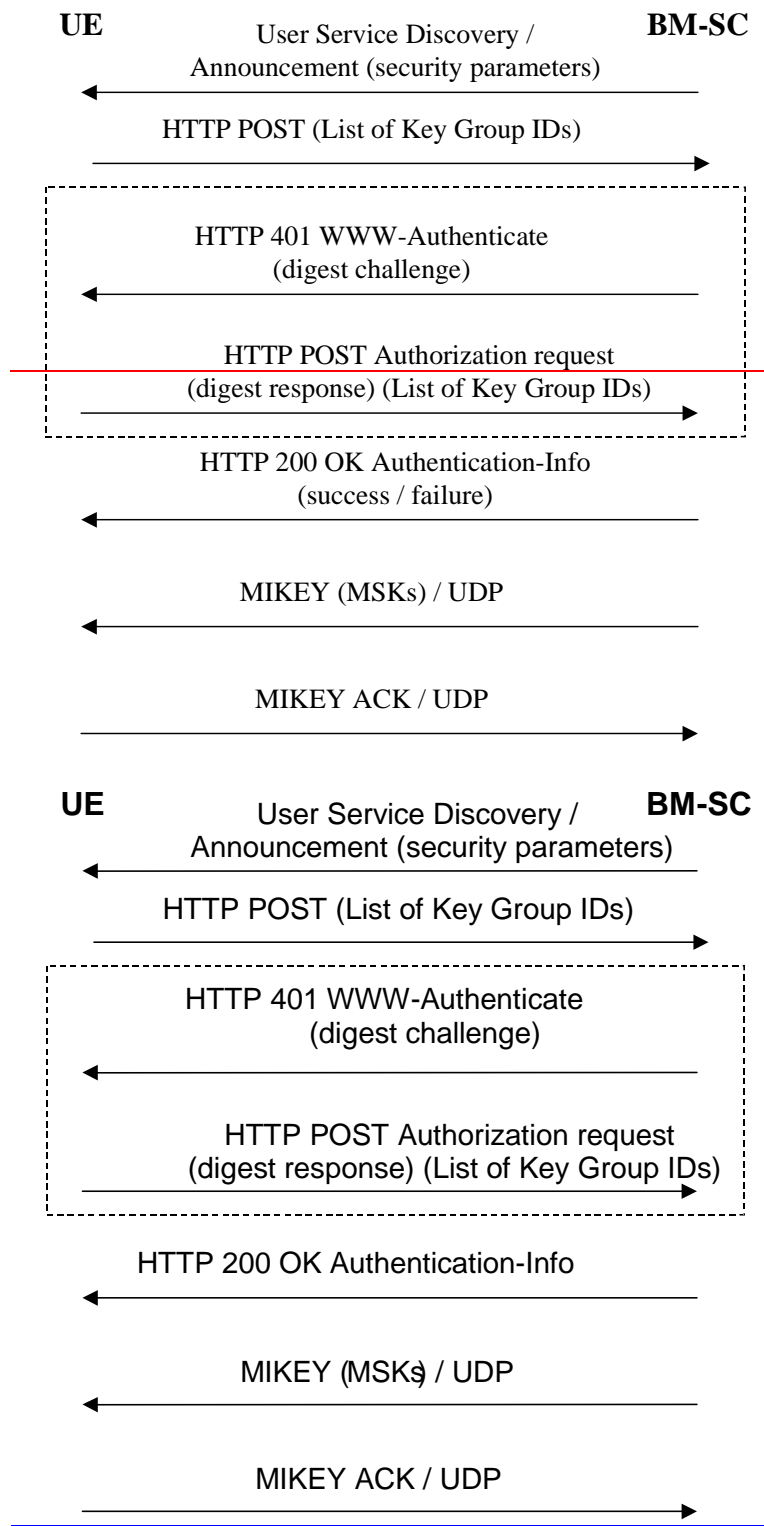 UE
BM-SC
User Service Discovery /
Announcement (security parameters)
HTTP POST (List of Key Group IDs)
HTTP 401 WWW-Authenticate
(digest challenge)
HTTP POST Authorization request
(digest response) (List of Key Group IDs)
HTTP 200 OK Authentication-Info
(success / failure)
MIKEY (MSKs) / UDP
MIKEY ACK / UDP
UE
BM-SC
User Service Discovery /
Announcement (security parameters)
HTTP POST (List of Key Group IDs)
HTTP 401 WWW-Authenticate
(digest challenge)
HTTP POST Authorization request
(digest response) (List of Key Group IDs)
HTTP 200 OK Authentication-Info
MIKEY (MSKs) / UDP
MIKEY ACK / UDP